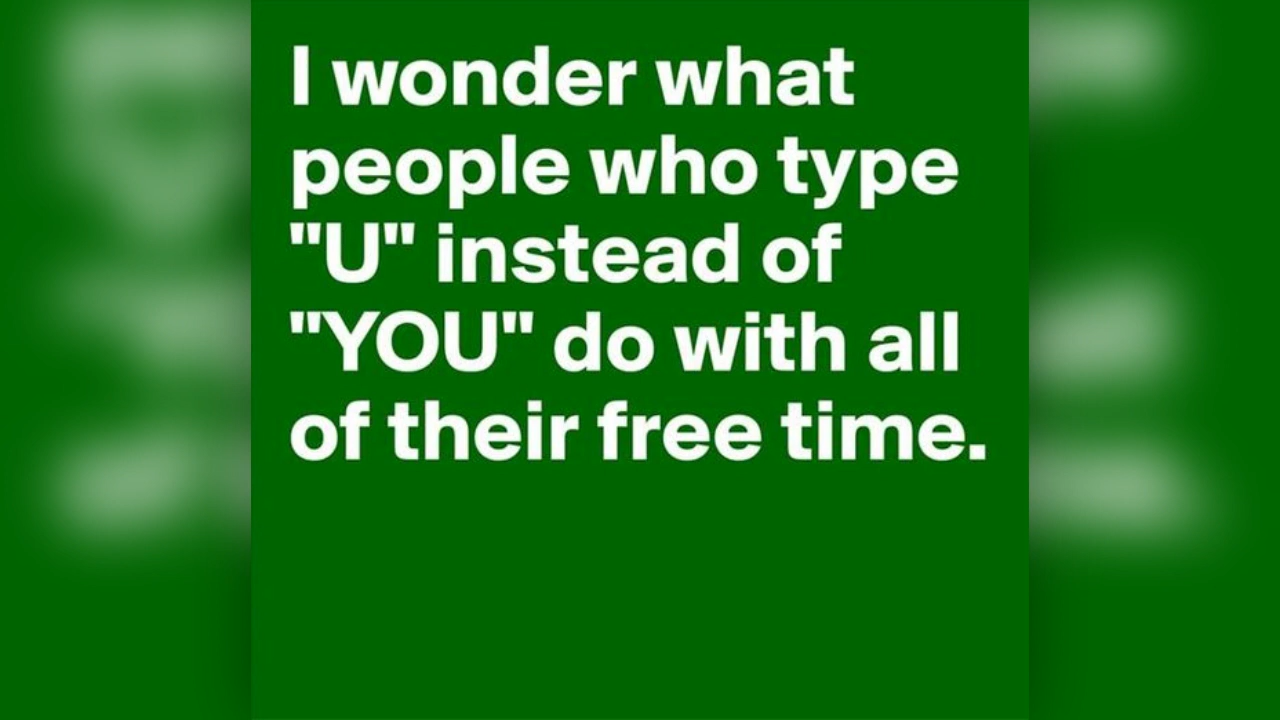 I wonder what
people who type
"U" instead of
"YOU" do with all
of their free time.